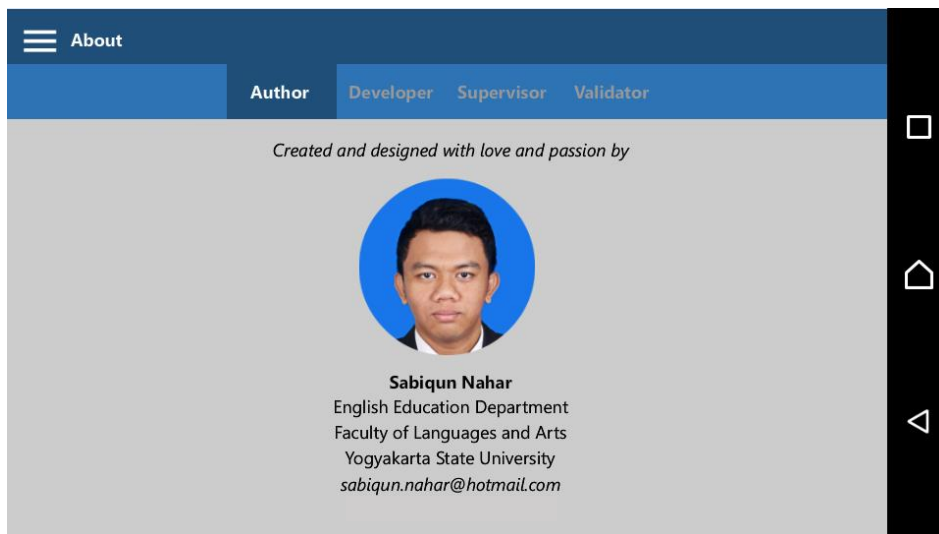 About
Author Developer Supervisor Validator
Created and designed with love and passion by
Sabiqun Nahar
English Education Department
Faculty of Languages and Arts
Yogyakarta State University
sabiqun.nahar@hotmail.com